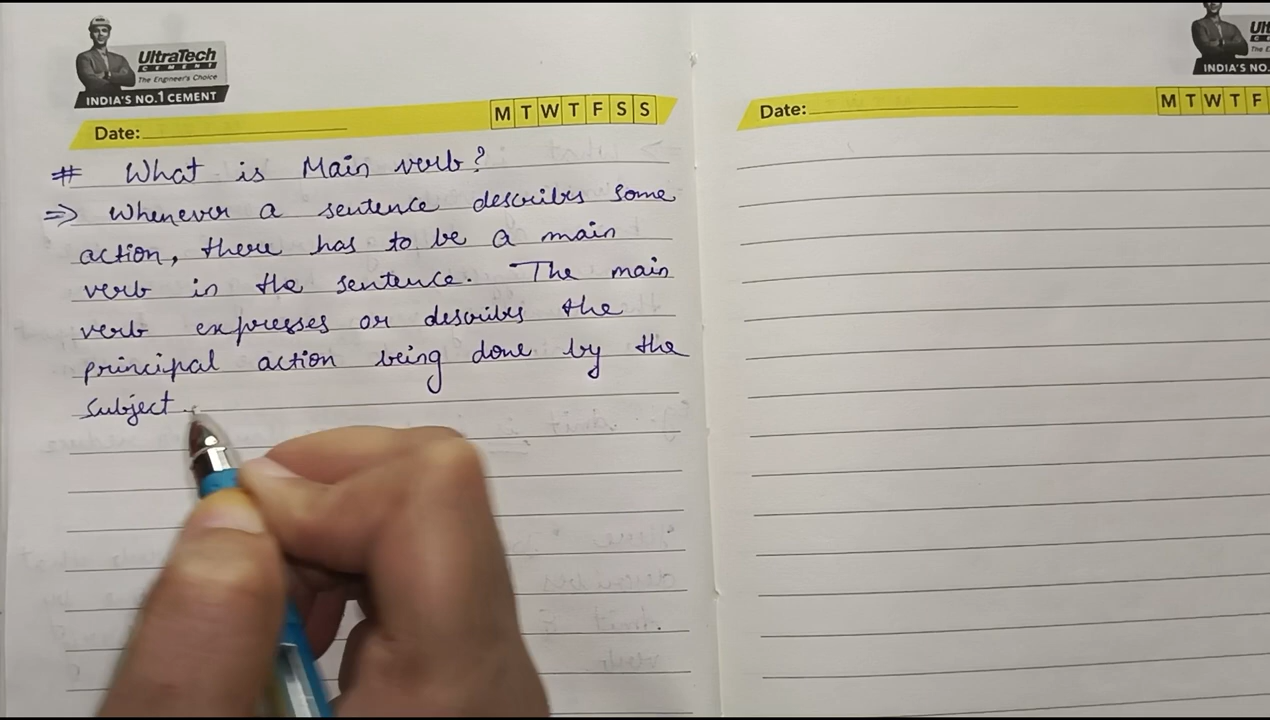 UltraTech
CEMENT
The Engineer's Choice
INDIA'S NO.1 CEMENT
Date:
M T W T F S S
# What is Main verb?
=> Whenever a sentence describes some
action, there has to be a main
verb in the sentence. The main
verb expresses or describes the
principal action being done by the
subject.
INDIA'S NO.
Date:
M T W T F